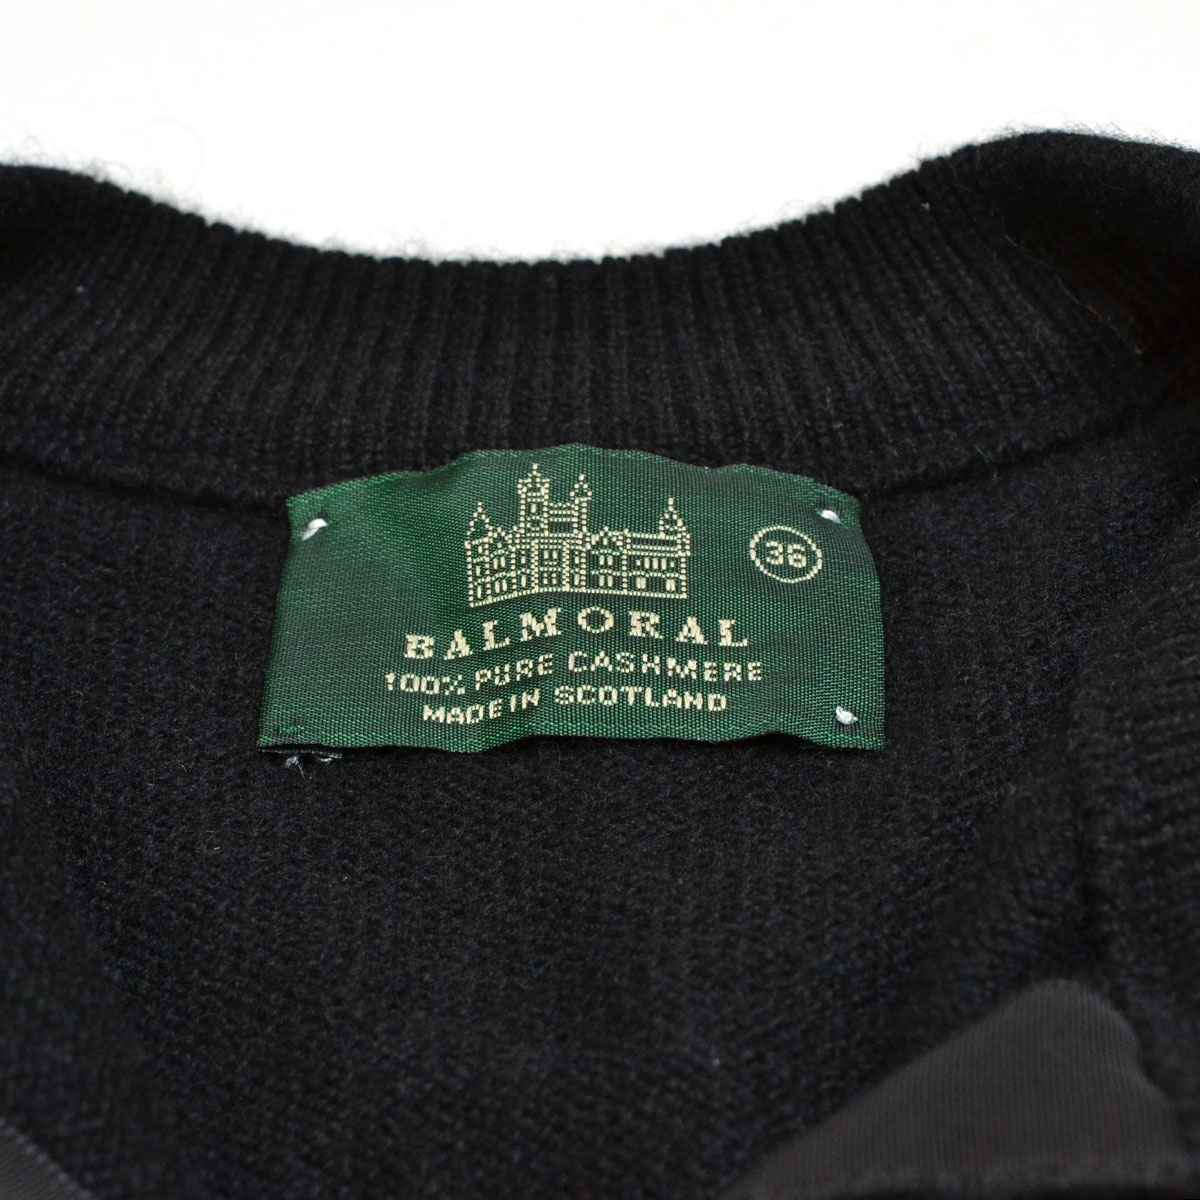 36
BALMORAL
100% PURE CASHMERE
MADE IN SCOTLAND